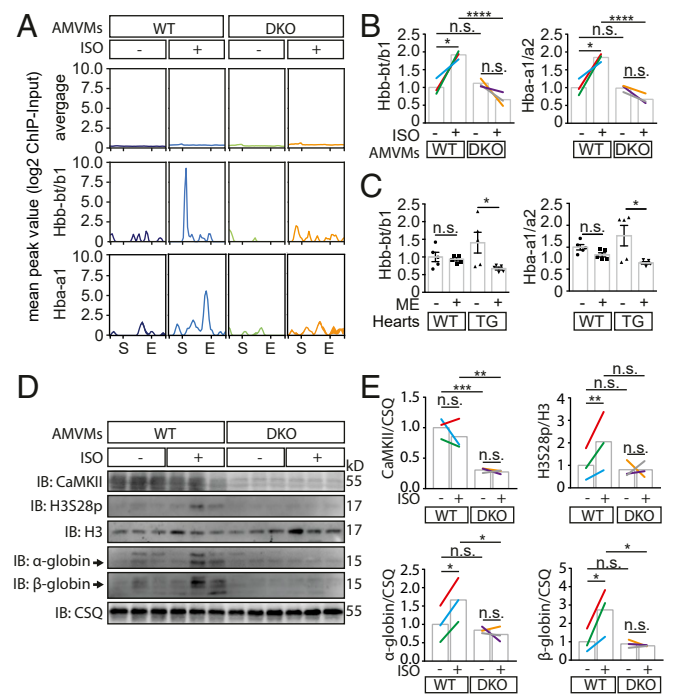 A
AMVMs WT DKO
ISO - + - +
mean peak value (log2 ChIP-Input)
avergage
10.0
7.5
5.0
2.5
0
Hbb-bt/b1
10.0
7.5
5.0
2.5
0
Hba-a1
10.0
7.5
5.0
2.5
0
S E S E S E S E
B
****
n.s.
*
n.s.
Hbb-bt/b1
2.5
2.0
1.5
1.0
0.5
0
ISO - + - +
AMVMs WT DKO
****
n.s.
*
n.s.
Hba-a1/a2
2.5
2.0
1.5
1.0
0.5
0
- + - +
WT DKO
C
n.s.
*
Hbb-bt/b1
2.5
2.0
1.5
1.0
0.5
0
ME - + - +
Hearts WT TG
n.s.
*
Hba-a1/a2
2.5
2.0
1.5
1.0
0.5
0
- + - +
WT TG
D
AMVMs WT DKO
ISO - + - +
kD
IB: CaMKII 55
IB: H3S28p 17
IB: H3 17
IB: α-globin 15
IB: β-globin 15
IB: CSQ 55
E
**
***
n.s.
n.s.
CaMKII/CSQ
1.5
1.0
0.5
0.0
ISO - + - +
WT DKO
n.s.
n.s.
**
n.s.
H3S28p/H3
4
3
2
1
0
- + - +
WT DKO
*
n.s.
*
n.s.
α-globin/CSQ
2.5
2.0
1.5
1.0
0.5
0.0
ISO - + - +
WT DKO
*
n.s.
*
n.s.
β-globin/CSQ
5
4
3
2
1
0
- + - +
WT DKO